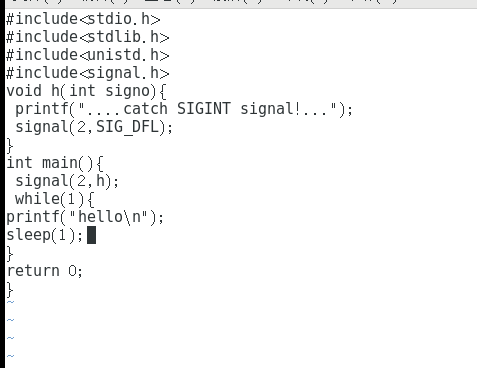 #include<stdio.h>
#include<stdlib.h>
#include<unistd.h>
#include<signal.h>
void h(int signo){
 printf("....catch SIGINT signal!...");
 signal(2,SIG_DFL);
}
int main(){
 signal(2,h);
 while(1){
printf("hello\n");
sleep(1);
}
return 0;
}
~
~
~
~